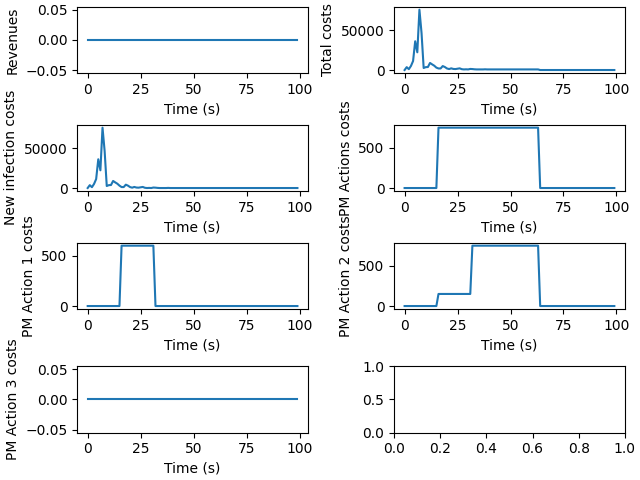 Revenues
0.05
0.00
−0.05
0 25 50 75 100
Time (s)
Total costs
50000
0
0 25 50 75 100
Time (s)
New infection costs
50000
0
0 25 50 75 100
Time (s)
PM Actions costs
500
0
0 25 50 75 100
Time (s)
PM Action 1 costs
500
0
0 25 50 75 100
Time (s)
PM Action 2 costs
500
0
0 25 50 75 100
Time (s)
PM Action 3 costs
0.05
0.00
−0.05
0 25 50 75 100
Time (s)
1.0
0.5
0.0
0.0 0.2 0.4 0.6 0.8 1.0